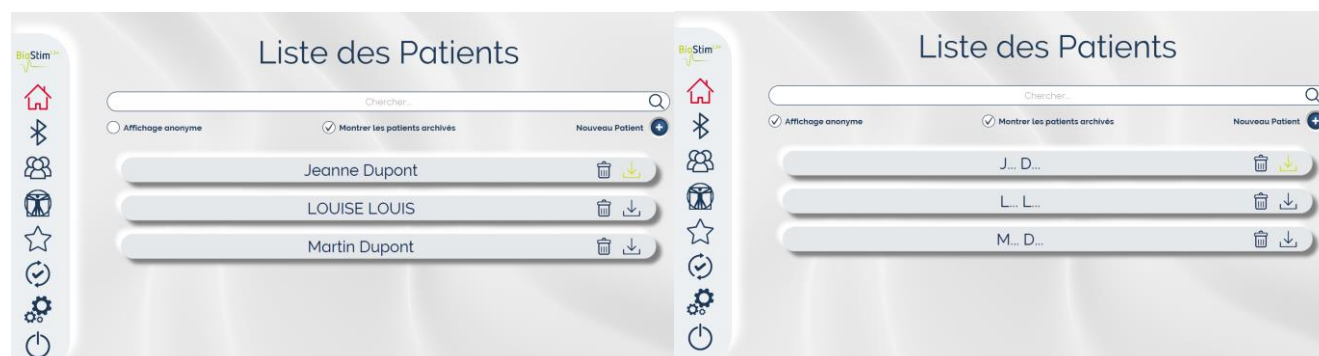 Liste des Patients
BioStim
Chercher...
Affichage anonyme
Montrer les patients archivés
Nouveau Patient
Jeanne Dupont
LOUISE LOUIS
Martin Dupont
Liste des Patients
BioStim
Chercher...
Affichage anonyme
Montrer les patients archivés
Nouveau Patient
J... D...
L... L...
M... D...